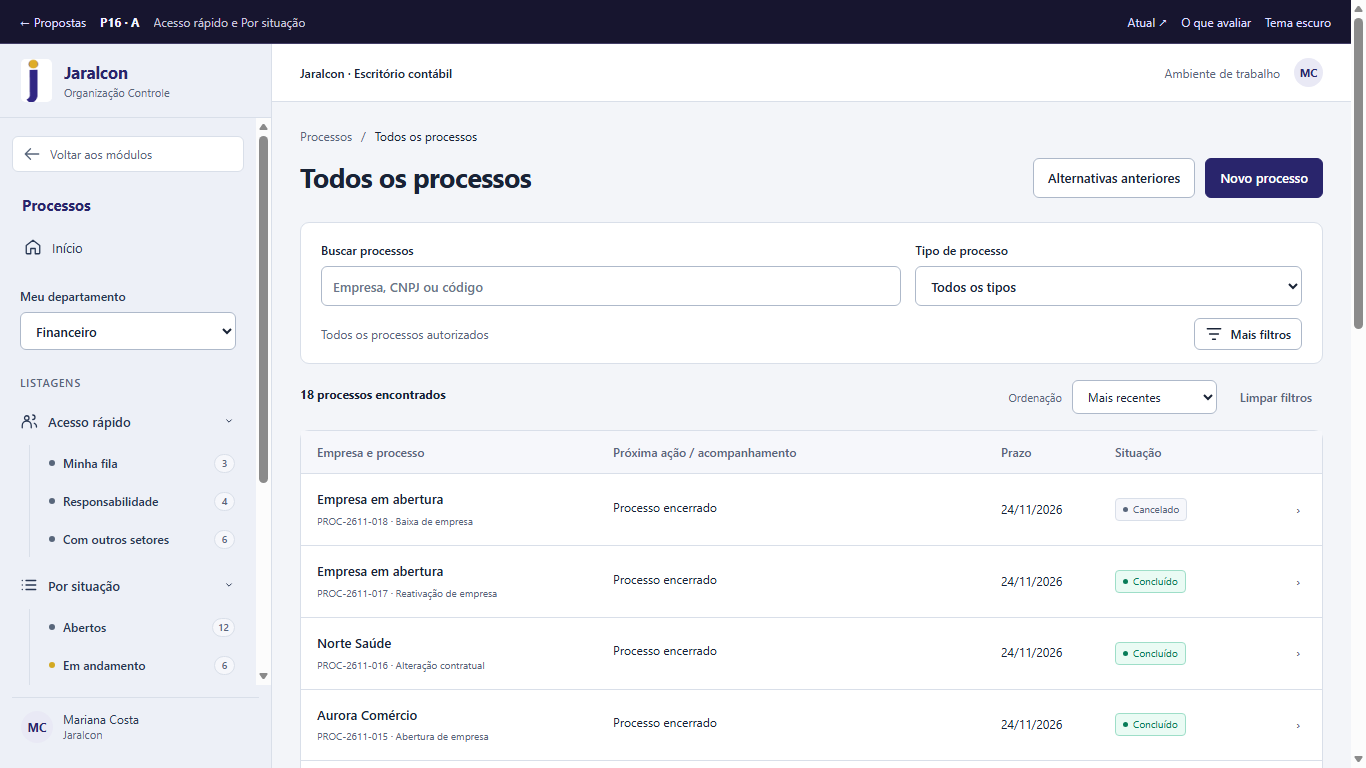 ← Propostas P16 · A Acesso rápido e Por situação Atual ↗ O que avaliar Tema escuro
Jaralcon
Organização Controle
Jaralcon · Escritório contábil Ambiente de trabalho MC
Voltar aos módulos
Processos
Início
Meu departamento
Financeiro
LISTAGENS
Acesso rápido
Minha fila 3
Responsabilidade 4
Com outros setores 6
Por situação
Abertos 12
Em andamento 6
MC Mariana Costa
Jaralcon
Processos / Todos os processos
Todos os processos Alternativas anteriores Novo processo
Buscar processos Tipo de processo
Empresa, CNPJ ou código Todos os tipos
Todos os processos autorizados Mais filtros
18 processos encontrados Ordenação Mais recentes Limpar filtros
Empresa e processo Próxima ação / acompanhamento Prazo Situação
Empresa em abertura Processo encerrado 24/11/2026 Cancelado ›
PROC-2611-018 · Baixa de empresa
Empresa em abertura Processo encerrado 24/11/2026 Concluído ›
PROC-2611-017 · Reativação de empresa
Norte Saúde Processo encerrado 24/11/2026 Concluído ›
PROC-2611-016 · Alteração contratual
Aurora Comércio Processo encerrado 24/11/2026 Concluído ›
PROC-2611-015 · Abertura de empresa